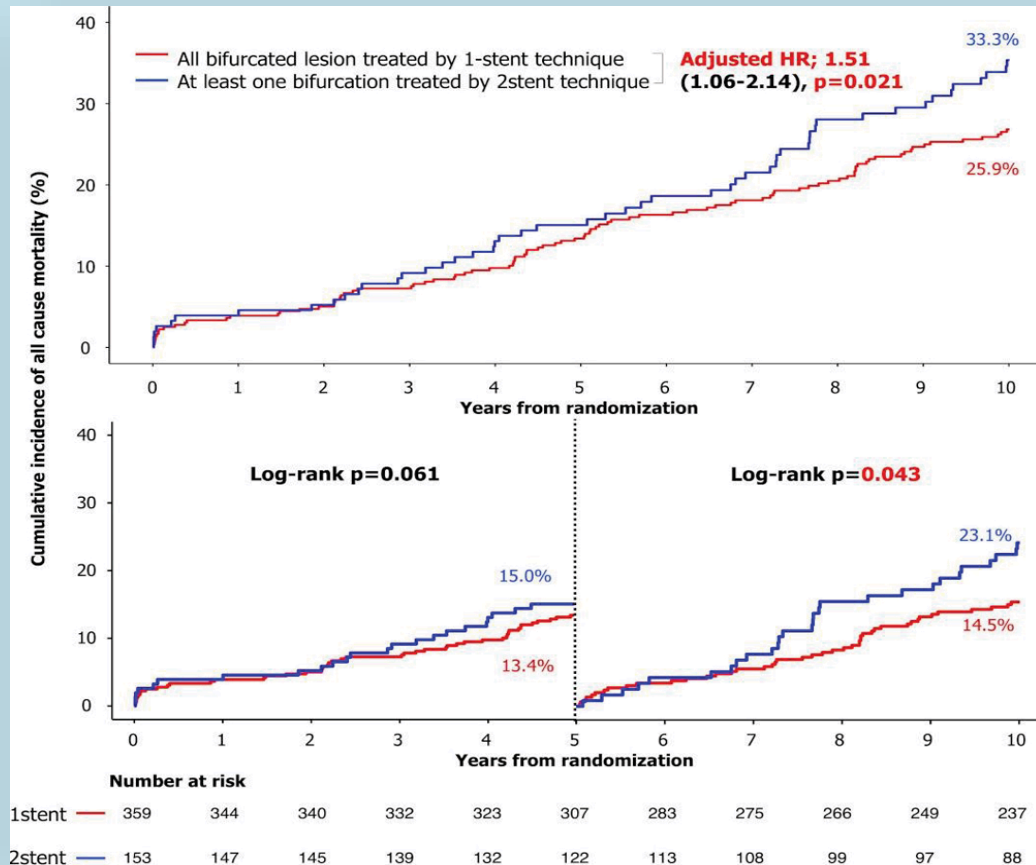 40
30
20
10
0
All bifurcated lesion treated by 1-stent technique
At least one bifurcation treated by 2stent technique
Adjusted HR; 1.51
(1.06-2.14), p=0.021
33.3%
25.9%
0 1 2 3 4 5 6 7 8 9 10
Years from randomization
Cumulative incidence of all cause mortality (%)
40
30
20
10
0
Log-rank p=0.061
Log-rank p=0.043
15.0%
13.4%
23.1%
14.5%
0 1 2 3 4 5 6 7 8 9 10
Years from randomization
Number at risk
1stent 359 344 340 332 323 307 283 275 266 249 237
2stent 153 147 145 139 132 122 113 108 99 97 88